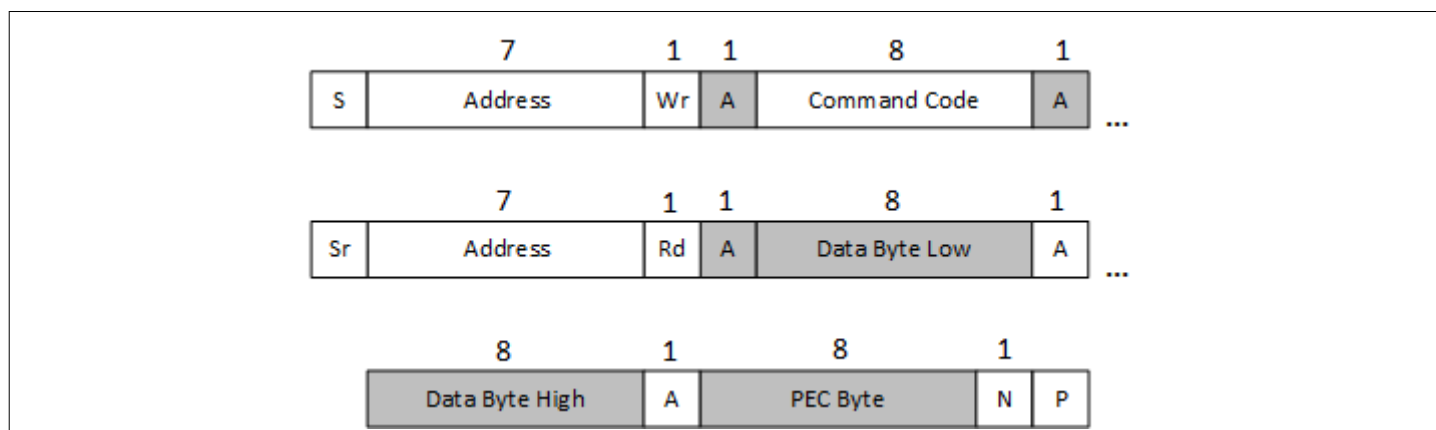 7 1 1 8 1
S Address Wr A Command Code A ...
7 1 1 8 1
Sr Address Rd A Data Byte Low A ...
8 1 8 1
Data Byte High A PEC Byte N P